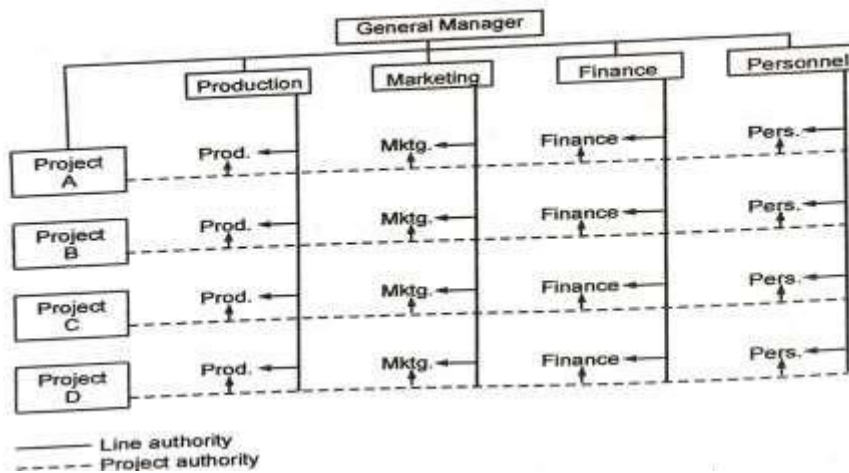 General Manager
Production Marketing Finance Personnel
Project
A
Prod. Mktg. Finance Pers.
Project
B
Prod. Mktg. Finance Pers.
Project
C
Prod. Mktg. Finance Pers.
Project
D
Prod. Mktg. Finance Pers.
Line authority
Project authority